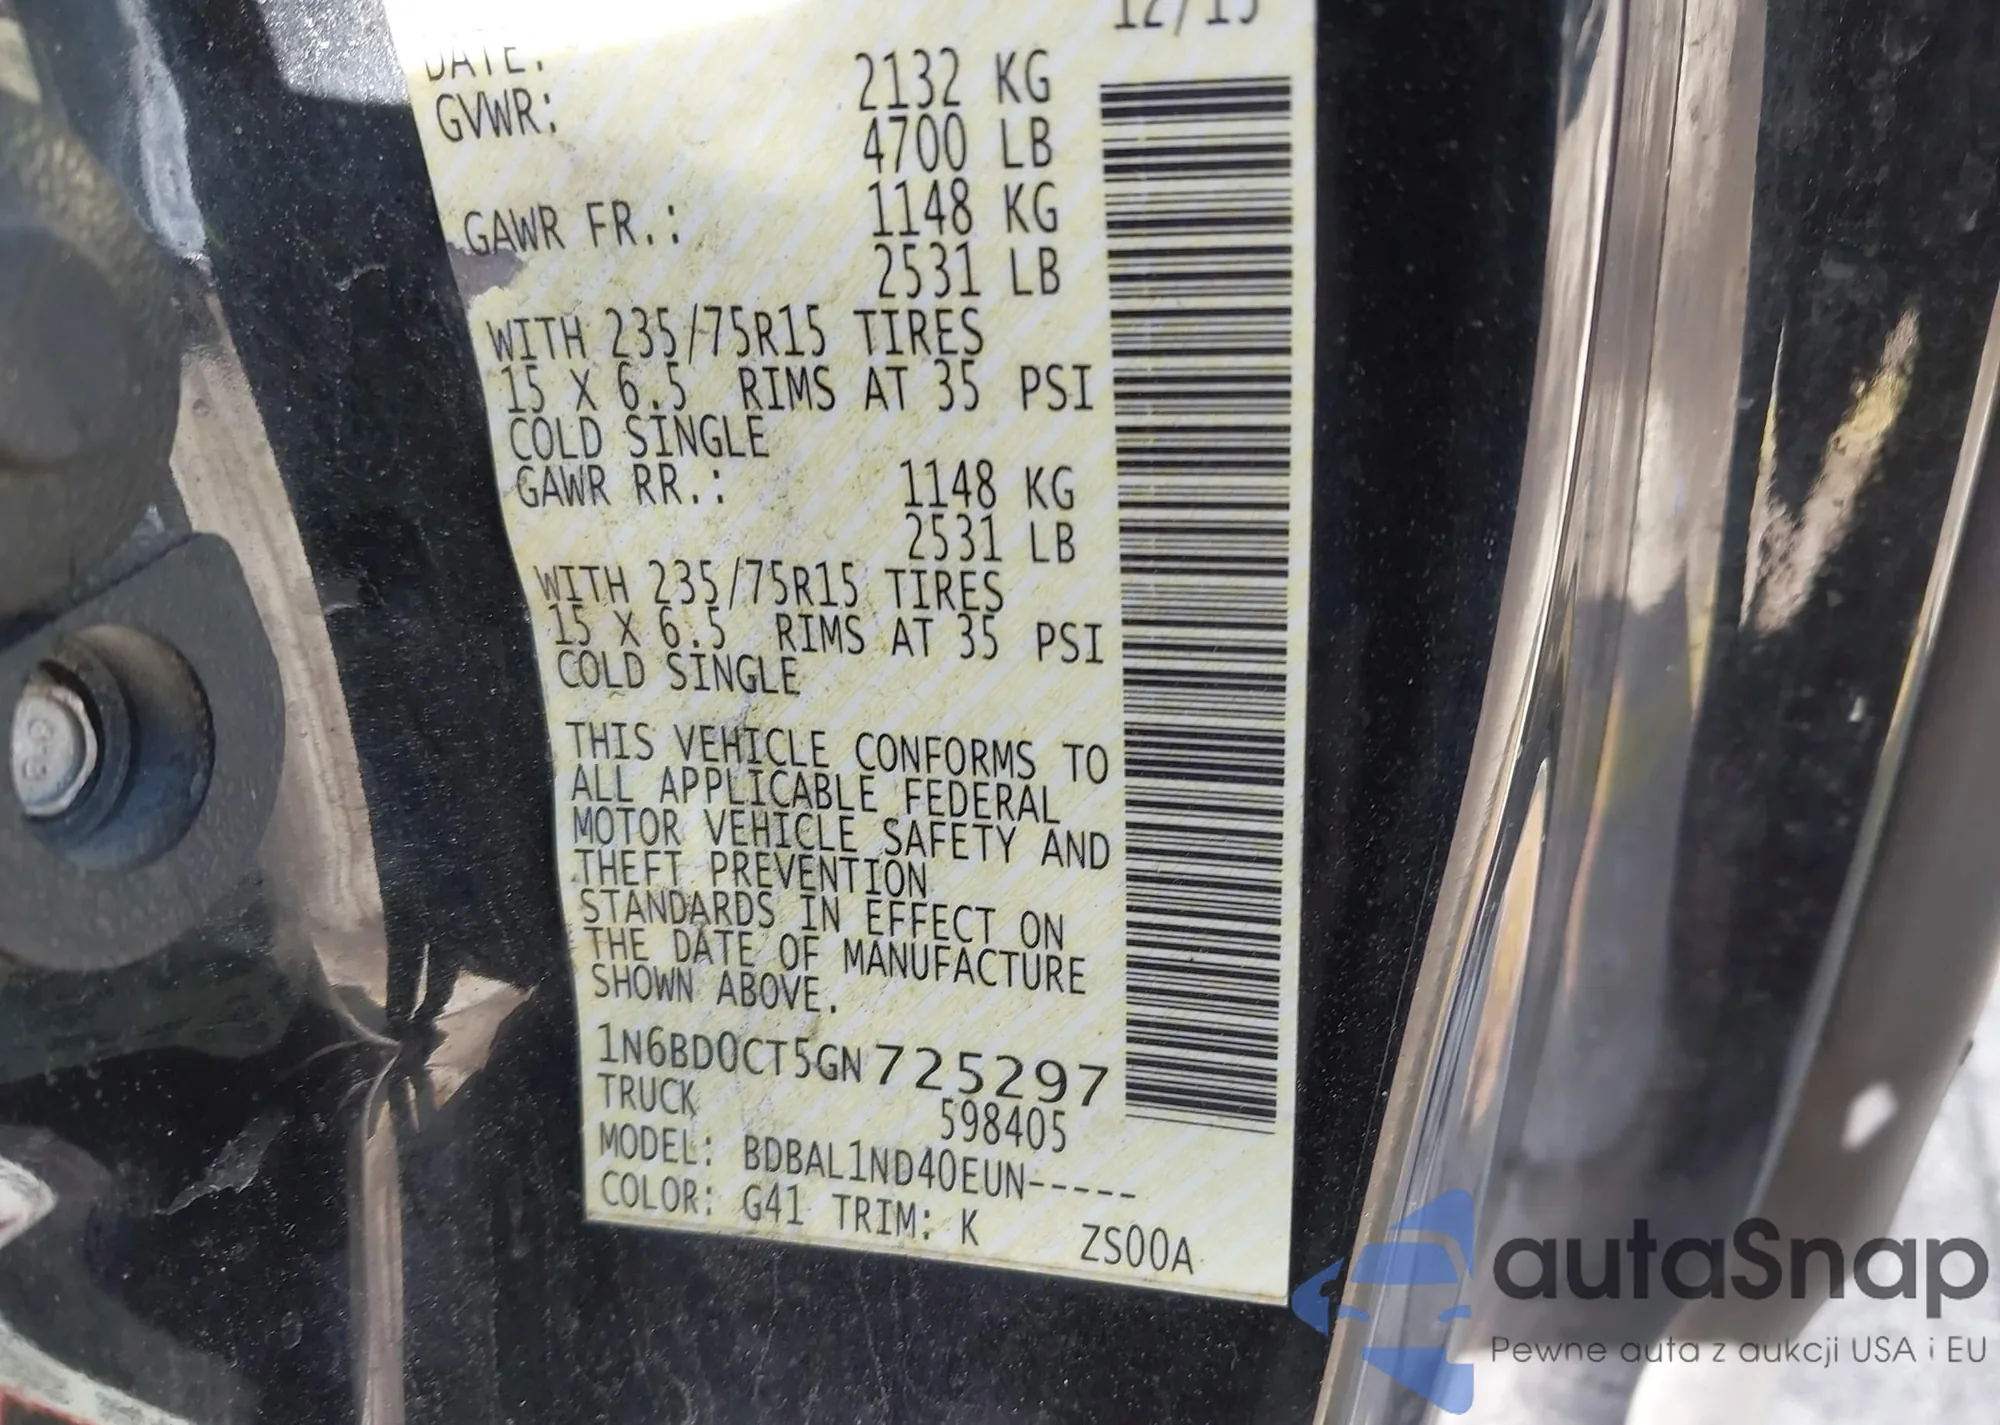 12/15
DATE:
GVWR: 2132 KG
4700 LB
GAWR FR.: 1148 KG
2531 LB
WITH 235/75R15 TIRES
15 X 6.5 RIMS AT 35 PSI
COLD SINGLE
GAWR RR.: 1148 KG
2531 LB
WITH 235/75R15 TIRES
15 X 6.5 RIMS AT 35 PSI
COLD SINGLE
THIS VEHICLE CONFORMS TO
ALL APPLICABLE FEDERAL
MOTOR VEHICLE SAFETY AND
THEFT PREVENTION
STANDARDS IN EFFECT ON
THE DATE OF MANUFACTURE
SHOWN ABOVE.
1N6BD0CT5GN725297
TRUCK
598405
MODEL: BDBAL1ND40EUN-----
COLOR: G41 TRIM: K ZS00A
autaSnap
Pewne auta z aukcji USA i EU